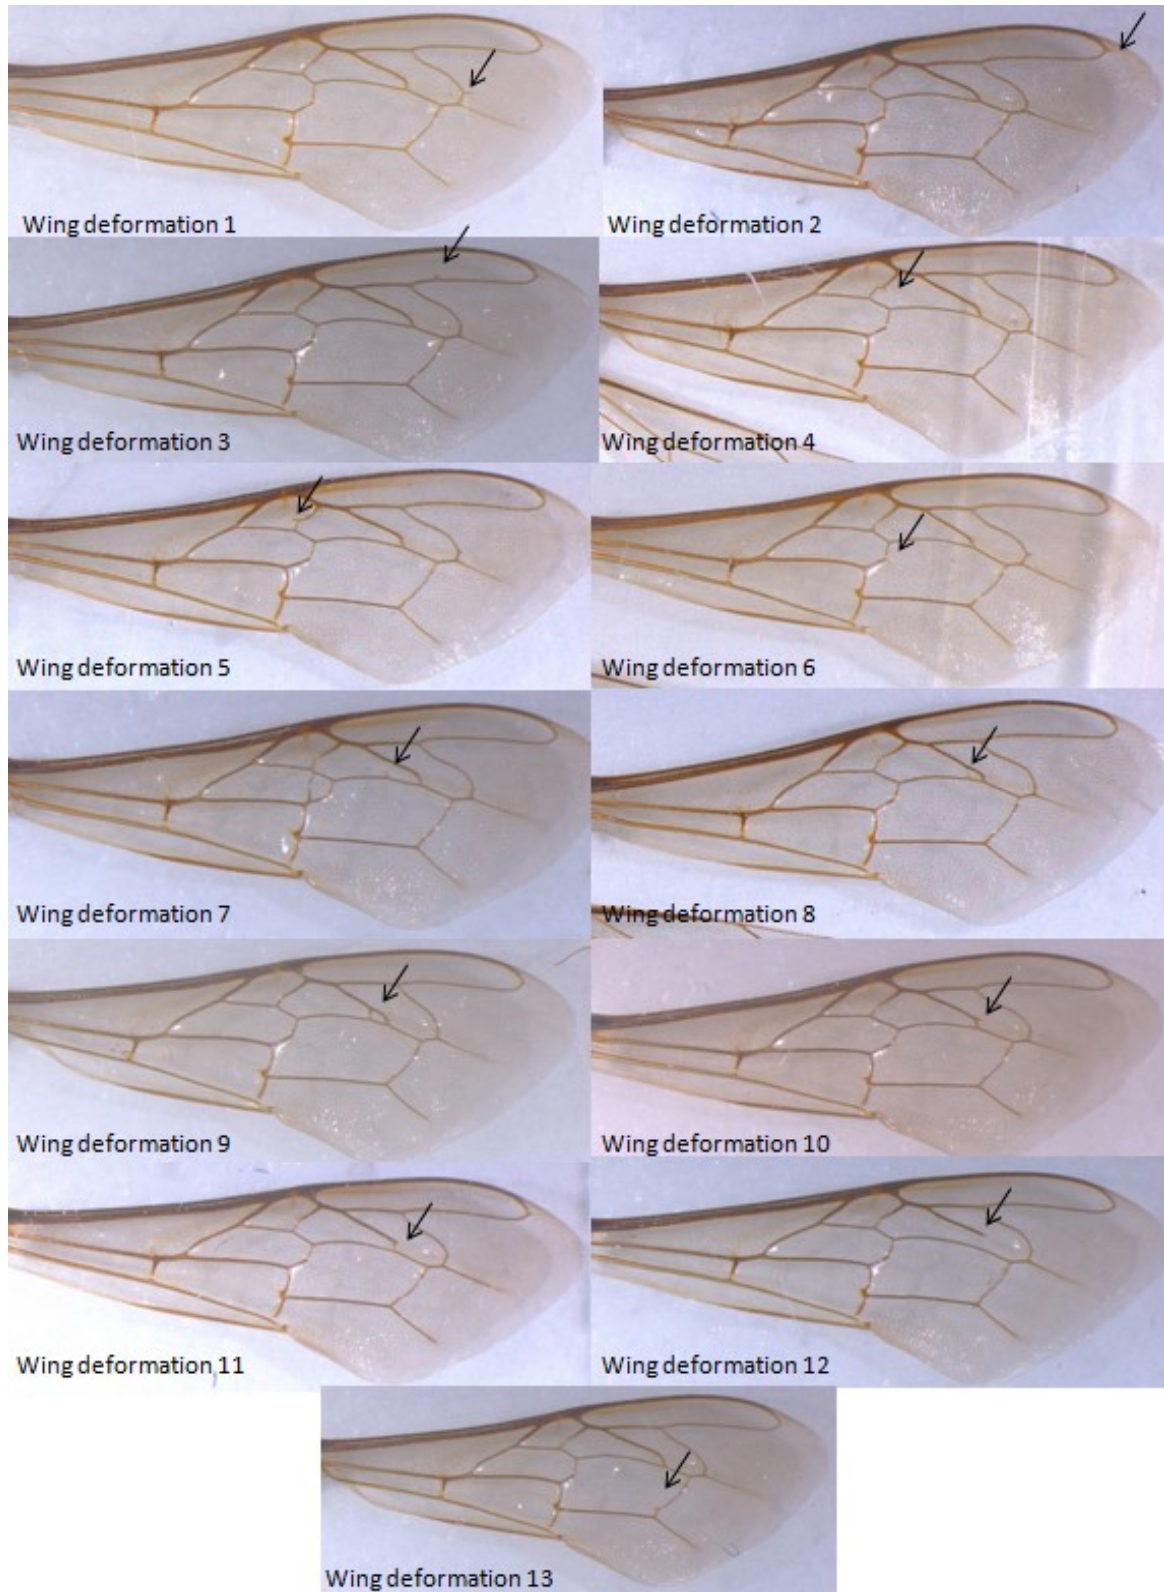 Wing deformation 1
Wing deformation 2
Wing deformation 3
Wing deformation 4
Wing deformation 5
Wing deformation 6
Wing deformation 7
Wing deformation 8
Wing deformation 9
Wing deformation 10
Wing deformation 11
Wing deformation 12
Wing deformation 13